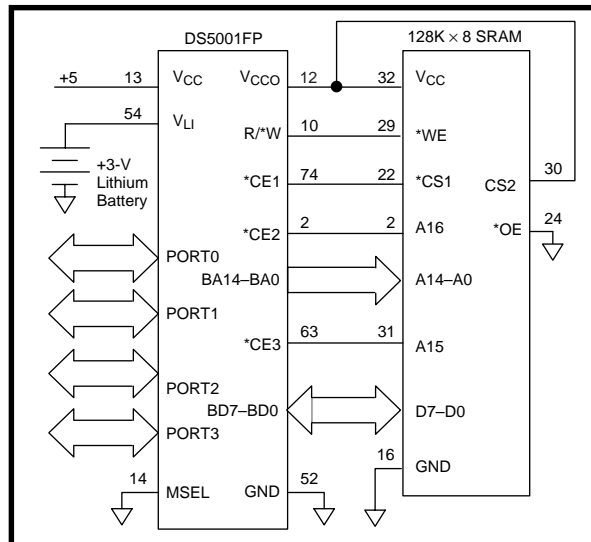 DS5001FP 128K × 8 SRAM
+5 13 VCC VCCO 12 32 VCC
54 VLI
R/*W 10 29 *WE
+3-V
Lithium
Battery
*CE1 74 22 *CS1
CS2 30
*CE2 2 2 A16
*OE 24
PORT0
BA14–BA0 A14–A0
PORT1
*CE3 63 31 A15
PORT2
BD7–BD0 D7–D0
PORT3
16 GND
14 MSEL GND 52